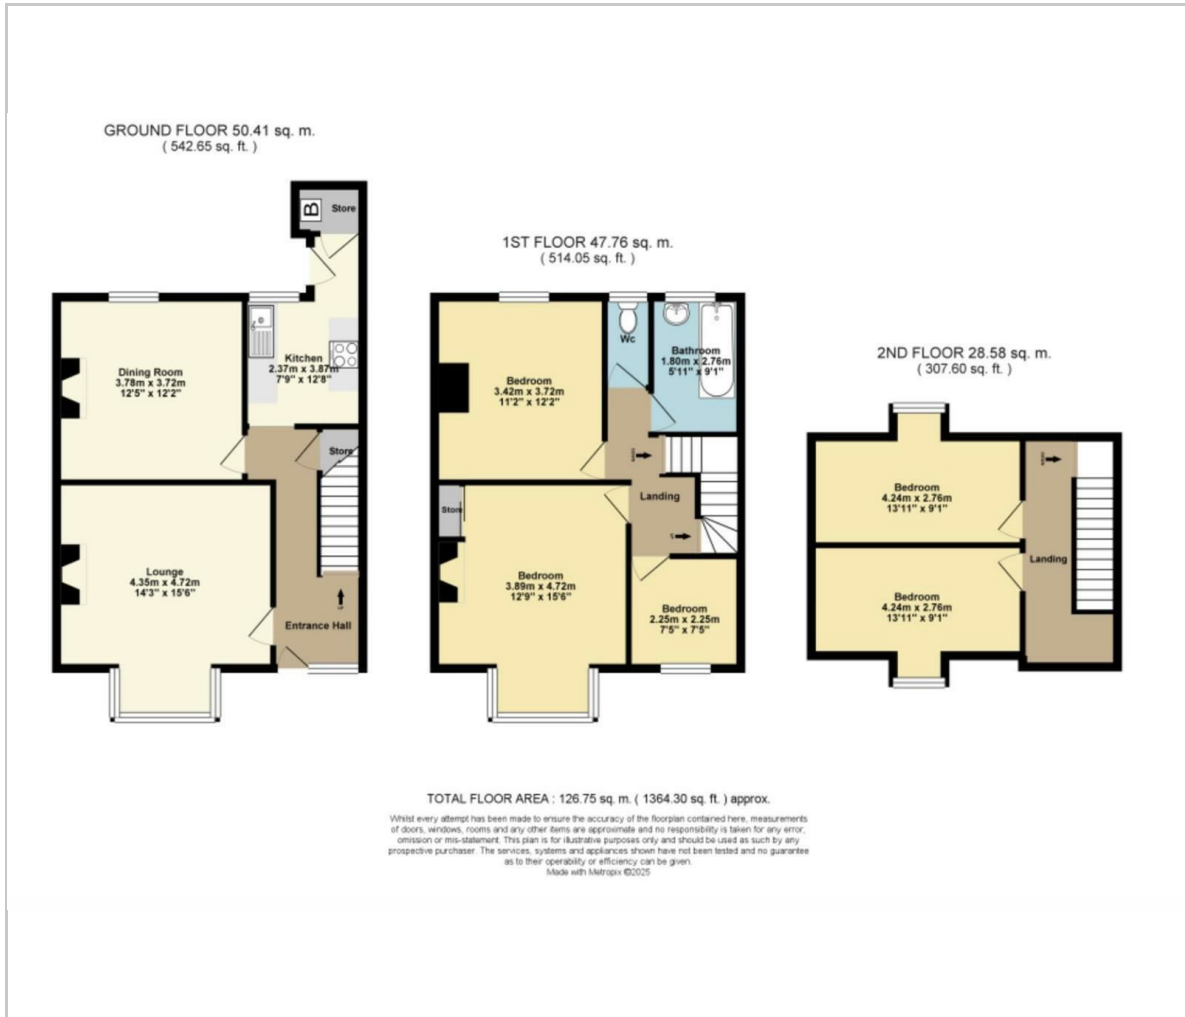 GROUND FLOOR 50.41 sq. m.
( 542.65 sq. ft. )
B
Store
Dining Room
3.78m x 3.72m
12'5" x 12'2"
Kitchen
2.37m x 3.87m
7'9" x 12'8"
Store
Lounge
4.35m x 4.72m
14'3" x 15'6"
UP
Entrance Hall
1ST FLOOR 47.76 sq. m.
( 514.05 sq. ft. )
Wc
Bathroom
1.80m x 2.76m
5'11" x 9'1"
Bedroom
3.42m x 3.72m
11'2" x 12'2"
Landing
Store
Bedroom
3.89m x 4.72m
12'9" x 15'6"
Bedroom
2.25m x 2.25m
7'5" x 7'5"
2ND FLOOR 28.58 sq. m.
( 307.60 sq. ft. )
Bedroom
4.24m x 2.76m
13'11" x 9'1"
Landing
Bedroom
4.24m x 2.76m
13'11" x 9'1"
TOTAL FLOOR AREA : 126.75 sq. m. ( 1364.30 sq. ft. ) approx.
Whilst every attempt has been made to ensure the accuracy of the floorplan contained here, measurements
of doors, windows, rooms and any other items are approximate and no responsibility is taken for any error,
omission or mis-statement. This plan is for illustrative purposes only and should be used as such by any
prospective purchaser. The services, systems and appliances shown have not been tested and no guarantee
as to their operability or efficiency can be given.
Made with Metropix ©2025